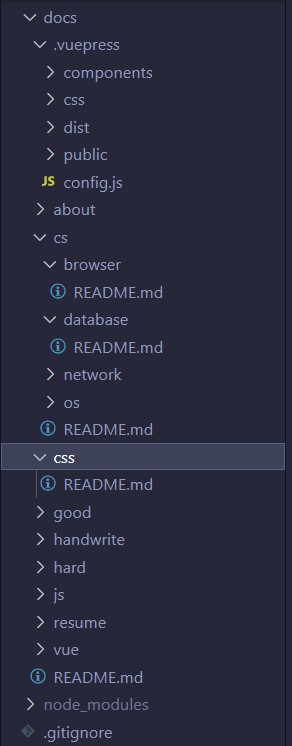 docs
.vuepress
components
css
dist
public
JS config.js
about
cs
browser
README.md
database
README.md
network
os
README.md
css
README.md
good
handwrite
hard
js
resume
vue
README.md
node_modules
.gitignore